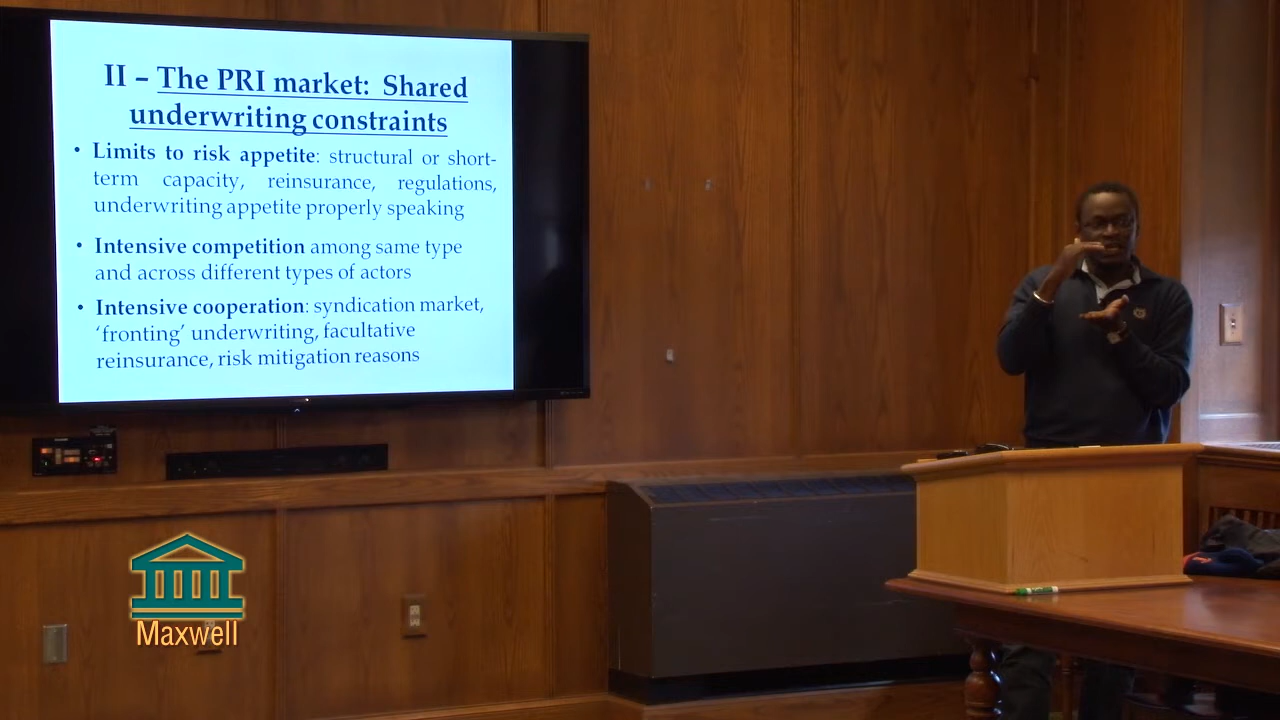 II – The PRI market: Shared
underwriting constraints
• Limits to risk appetite: structural or short-
term capacity, reinsurance, regulations,
underwriting appetite properly speaking
• Intensive competition among same type
and across different types of actors
• Intensive cooperation: syndication market,
‘fronting’ underwriting, facultative
reinsurance, risk mitigation reasons
Maxwell